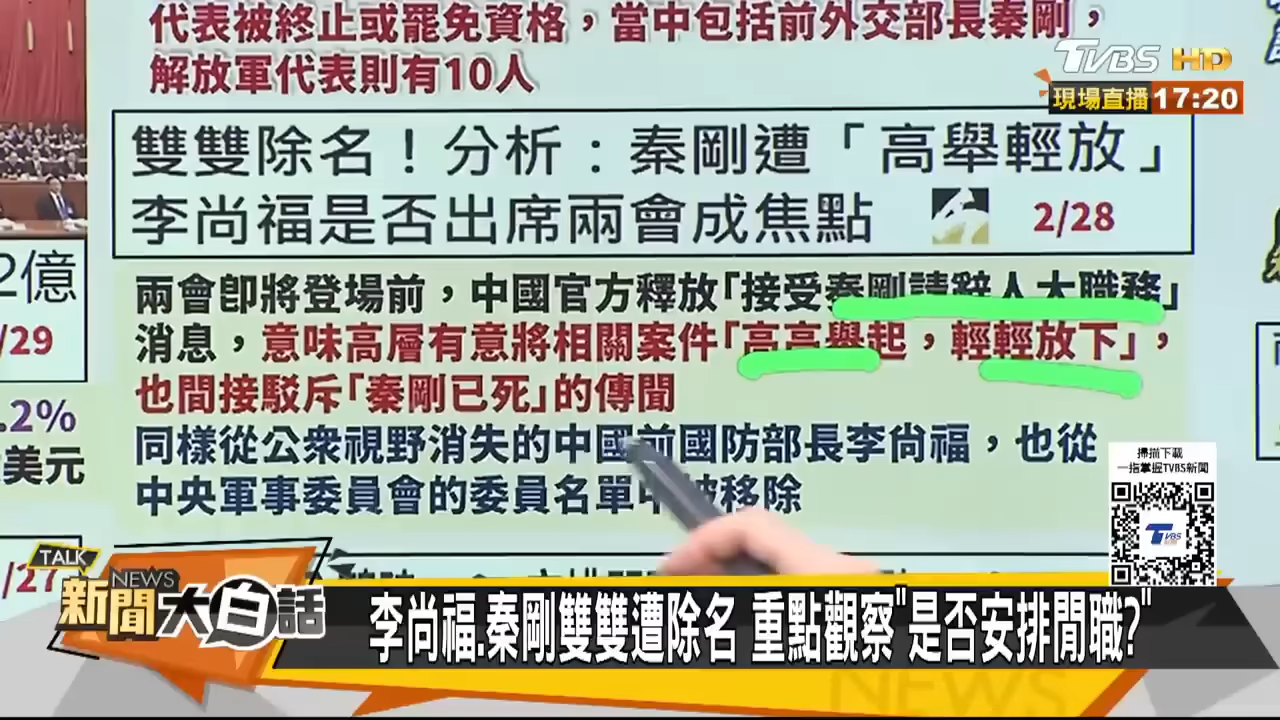 代表被終止或罷免資格，當中包括前外交部長秦剛，
解放軍代表則有10人
TVBS HD
現場直播 17:20
雙雙除名！分析：秦剛遭「高舉輕放」
李尚福是否出席兩會成焦點
2/28
2億
/29
.2%
美元
/27
兩會即將登場前，中國官方釋放「接受秦剛請辭人大職務」
消息，意味高層有意將相關案件「高高舉起，輕輕放下」，
也間接駁斥「秦剛已死」的傳聞
同樣從公眾視野消失的中國前國防部長李尚福，也從
中央軍事委員會的委員名單中被移除
掃描下載
一指掌握TVBS新聞
TVBS
TALK
NEWS
新聞大白話
李尚福.秦剛雙雙遭除名 重點觀察"是否安排閒職?"
NEWS